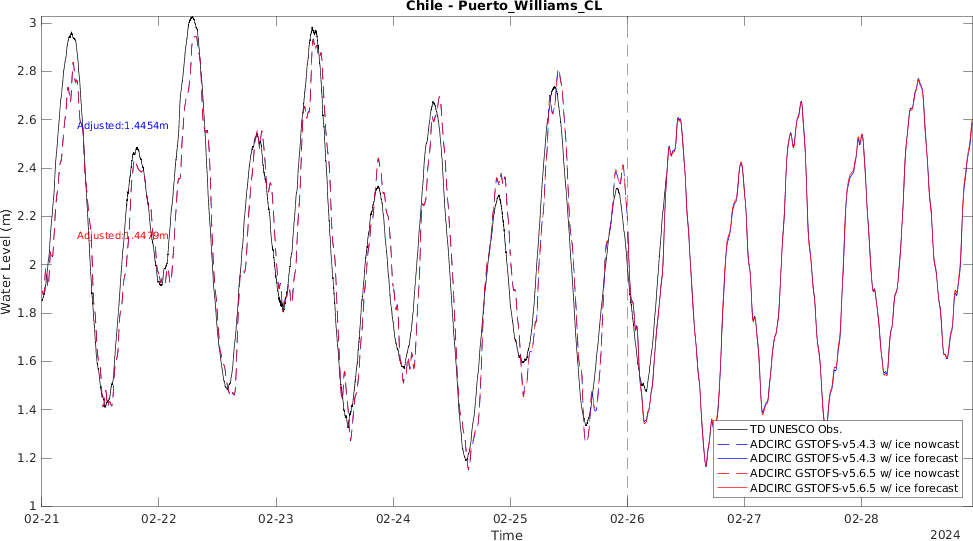 Chile - Puerto_Williams_CL
3
2.8
2.6
2.4
2.2
2
1.8
1.6
1.4
1.2
1
Water Level (m)
Adjusted:1.4454m
Adjusted:1.4479m
TD UNESCO Obs.
ADCIRC GSTOFS-v5.4.3 w/ ice nowcast
ADCIRC GSTOFS-v5.4.3 w/ ice forecast
ADCIRC GSTOFS-v5.6.5 w/ ice nowcast
ADCIRC GSTOFS-v5.6.5 w/ ice forecast
02-21 02-22 02-23 02-24 02-25 02-26 02-27 02-28
Time
2024